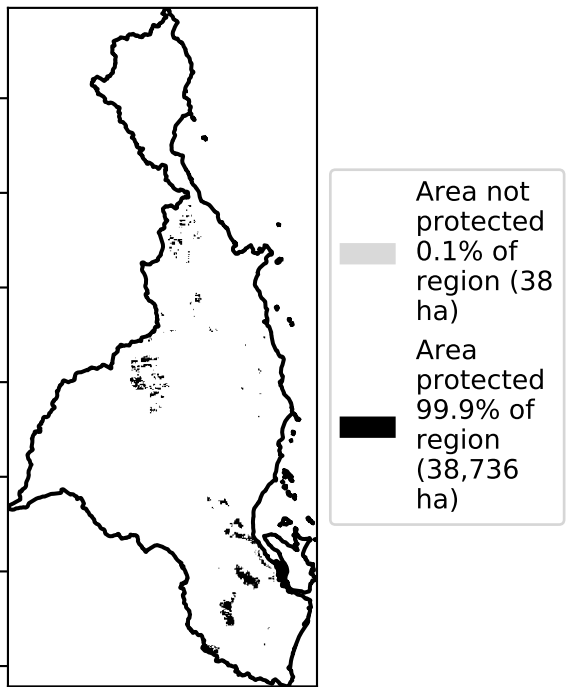 Area not
protected
0.1% of
region (38
ha)
Area
protected
99.9% of
region
(38,736
ha)